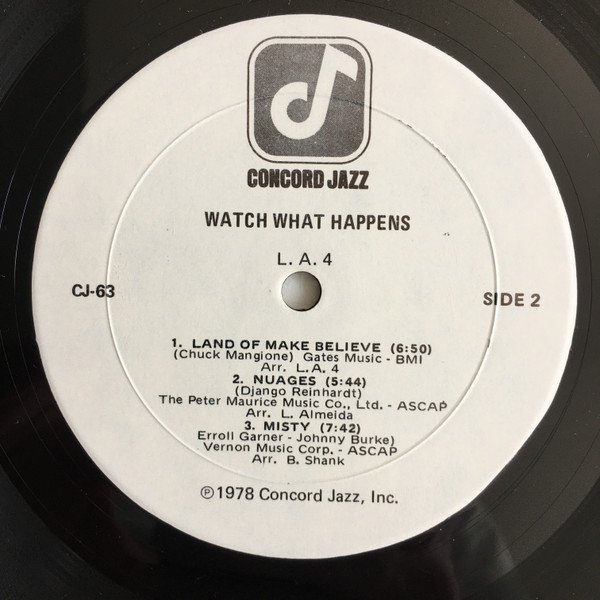 CONCORD JAZZ
WATCH WHAT HAPPENS
L. A. 4
CJ-63
SIDE 2
1. LAND OF MAKE BELIEVE (6:50)
(Chuck Mangione) Gates Music - BMI
Arr. L.A. 4
2. NUAGES (5:44)
(Django Reinhardt)
The Peter Maurice Music Co., Ltd. - ASCAP
Arr. L. Almeida
3. MISTY (7:42)
Erroll Garner - Johnny Burke)
Vernon Music Corp. - ASCAP
Arr. B. Shank
℗1978 Concord Jazz, Inc.